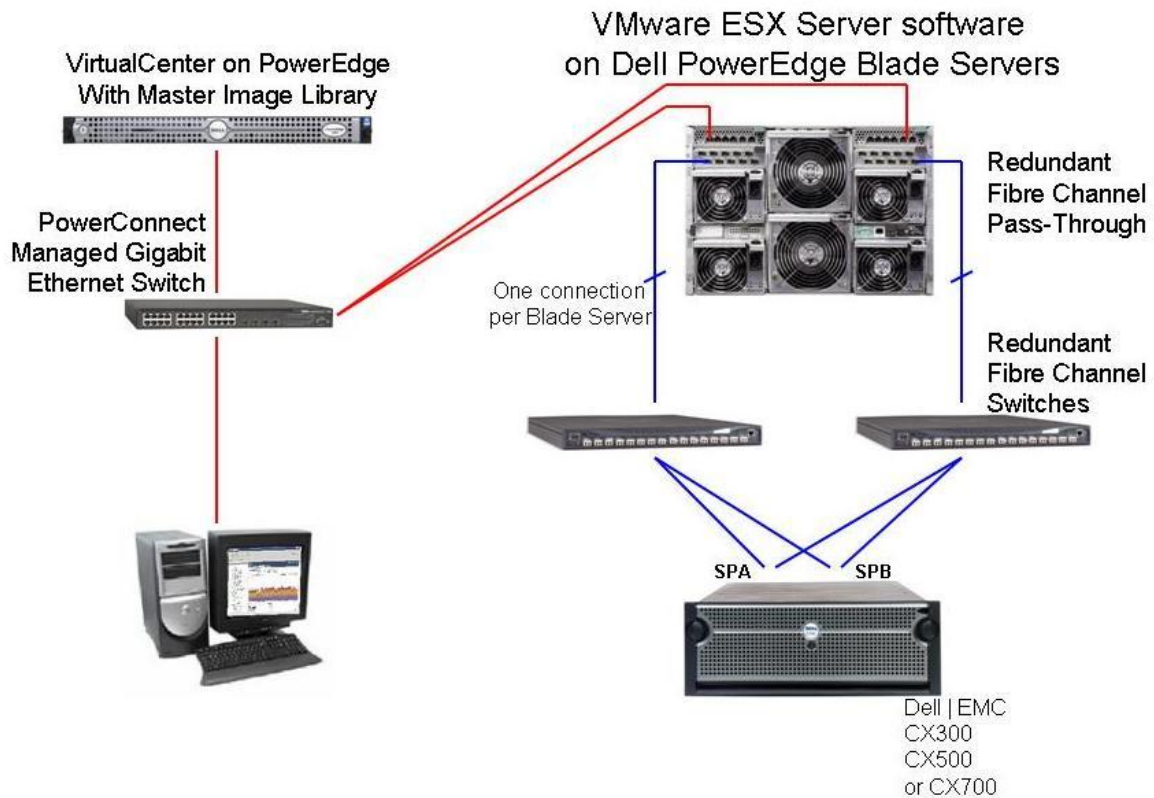 VMware ESX Server software
on Dell PowerEdge Blade Servers
VirtualCenter on PowerEdge
With Master Image Library
PowerConnect
Managed Gigabit
Ethernet Switch
Redundant
Fibre Channel
Pass-Through
One connection
per Blade Server
Redundant
Fibre Channel
Switches
SPA
SPB
Dell | EMC
CX300
CX500
or CX700